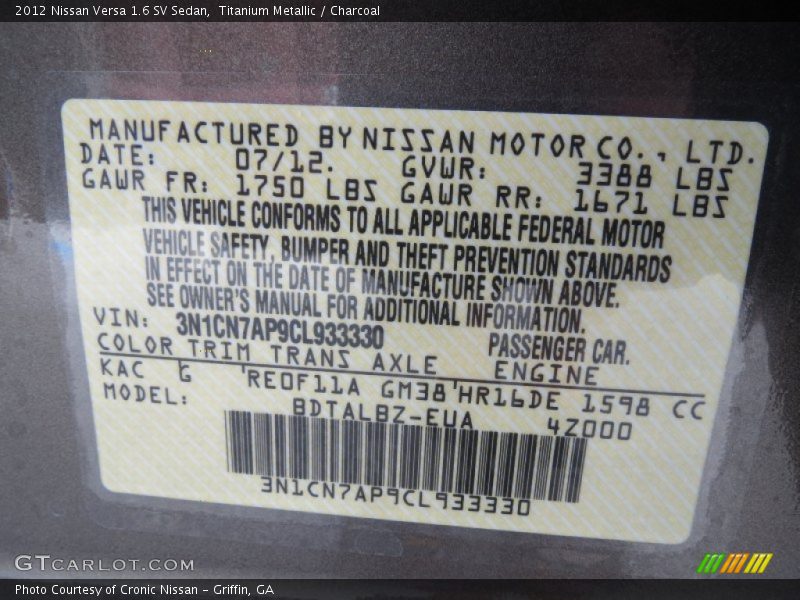 2012 Nissan Versa 1.6 SV Sedan, Titanium Metallic / Charcoal
MANUFACTURED BY NISSAN MOTOR CO., LTD.
DATE: 07/12. GVWR: 3388 LBS
GAWR FR: 1750 LBS GAWR RR: 1671 LBS
THIS VEHICLE CONFORMS TO ALL APPLICABLE FEDERAL MOTOR
VEHICLE SAFETY, BUMPER AND THEFT PREVENTION STANDARDS
IN EFFECT ON THE DATE OF MANUFACTURE SHOWN ABOVE.
SEE OWNER'S MANUAL FOR ADDITIONAL INFORMATION.
VIN: 3N1CN7AP9CL933330 PASSENGER CAR.
COLOR TRIM TRANS AXLE ENGINE
KAC G RE0F11A GM38 HR16DE 1598 CC
MODEL: BDTALBZ-EUA 4Z000
3N1CN7AP9CL933330
GTCARLOT.COM
Photo Courtesy of Cronic Nissan - Griffin, GA